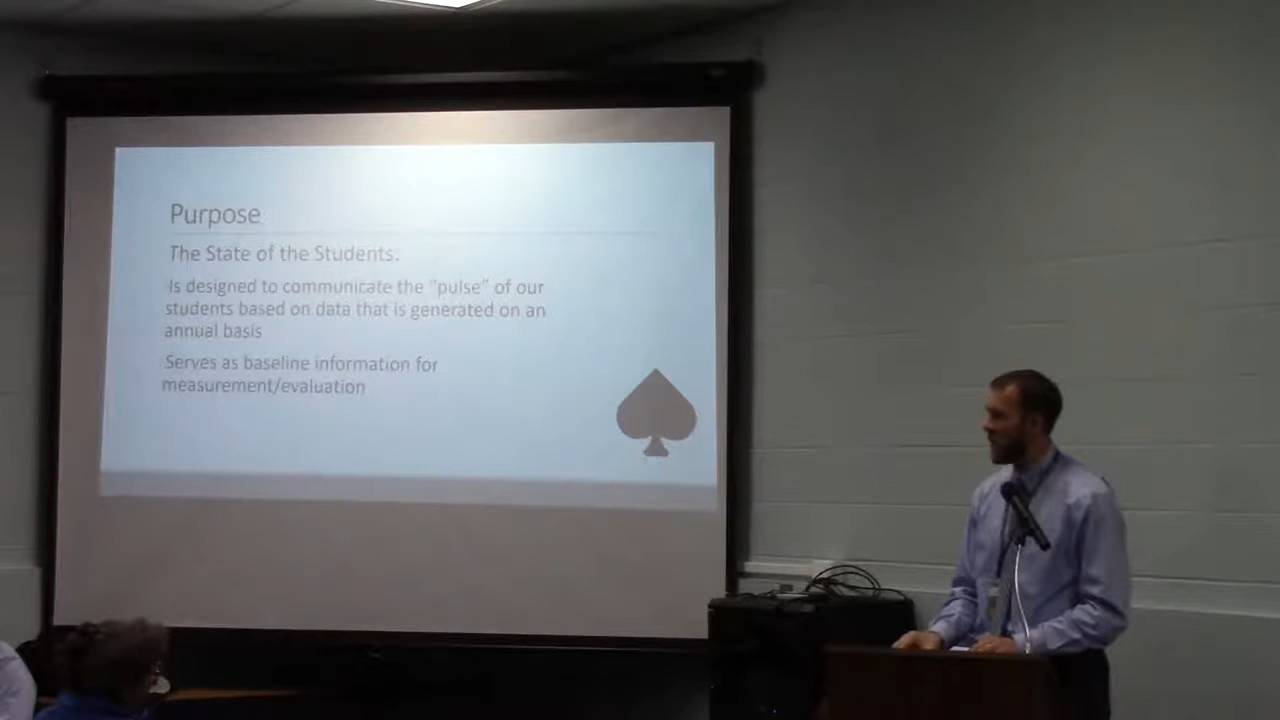 Purpose
The State of the Students:
Is designed to communicate the "pulse" of our
students based on data that is generated on an
annual basis
Serves as baseline information for
measurement/evaluation